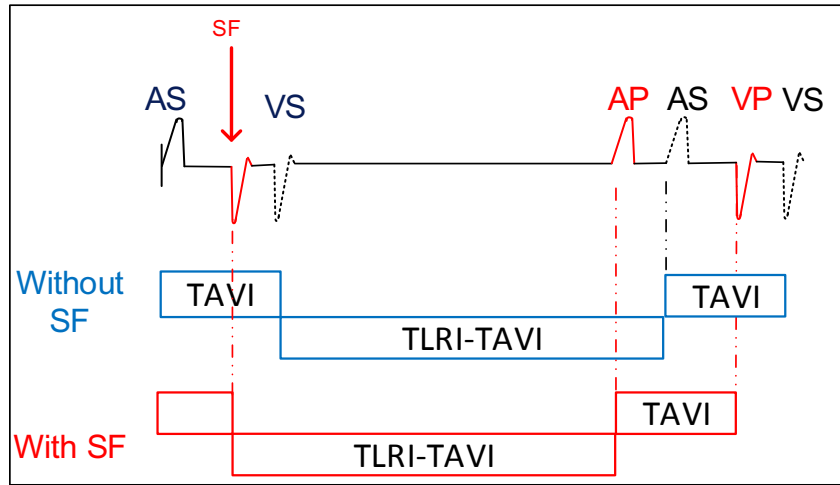 SF
AS VS AP AS VP VS
Without
SF
TAVI TAVI
TLRI-TAVI
With SF
TAVI
TLRI-TAVI